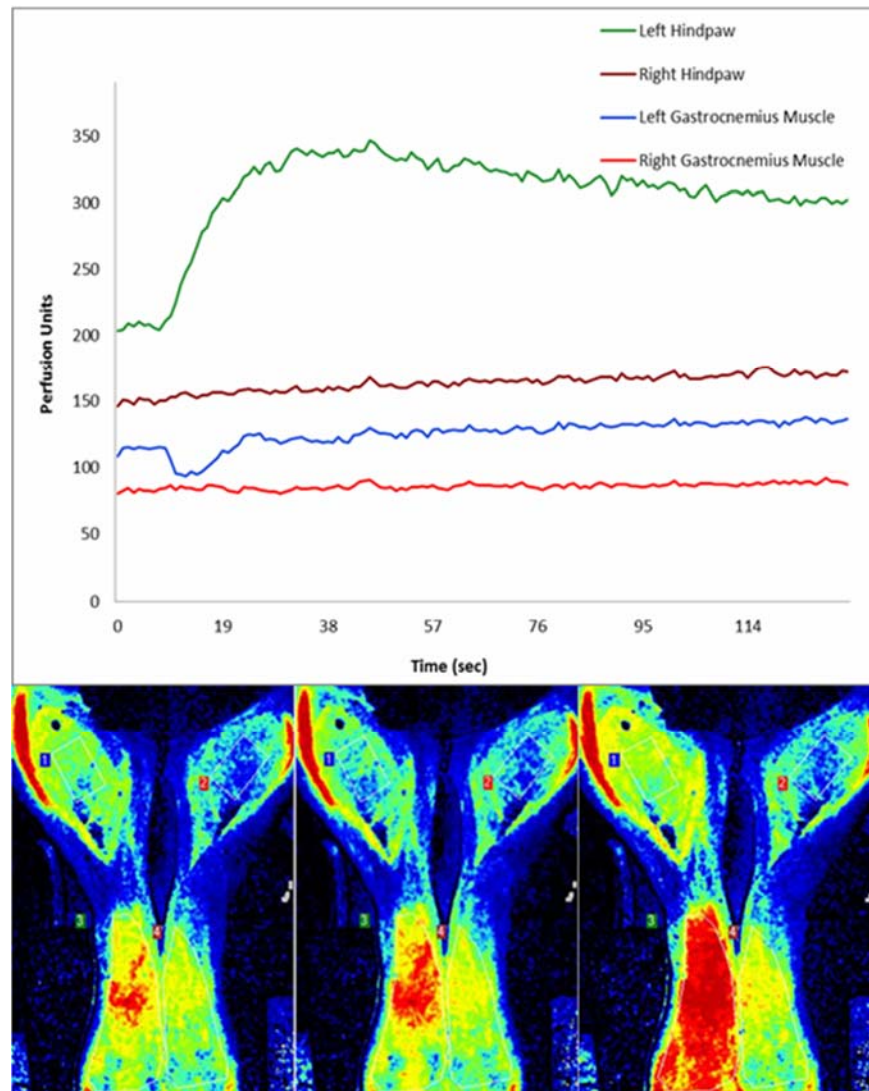 Left Hindpaw
Right Hindpaw
Left Gastrocnemius Muscle
Right Gastrocnemius Muscle
350
300
250
200
150
100
50
0
Perfusion Units
0 19 38 57 76 95 114
Time (sec)
1 2 1 2 1 2
3 4 3 4 3 4